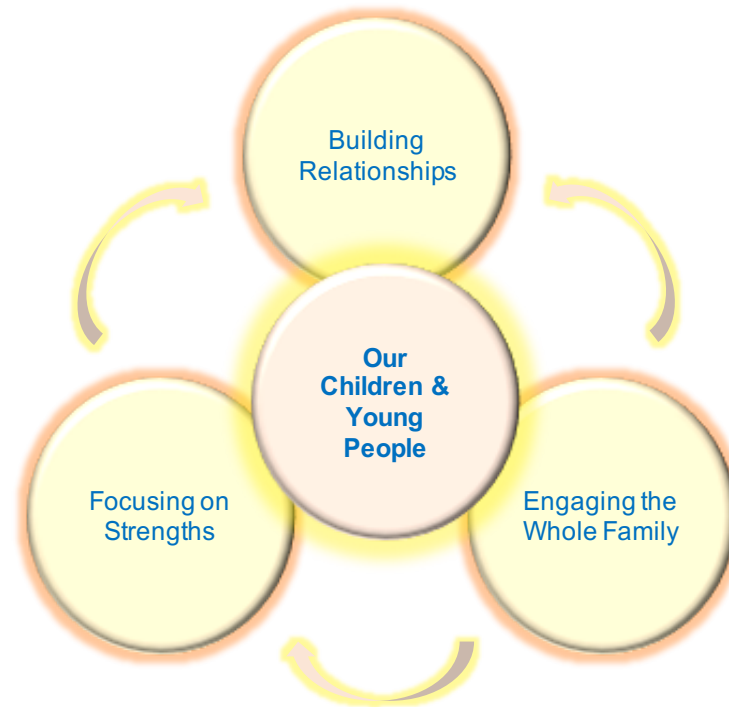 Building
Relationships
Our
Children &
Young
People
Focusing on
Strengths
Engaging the
Whole Family